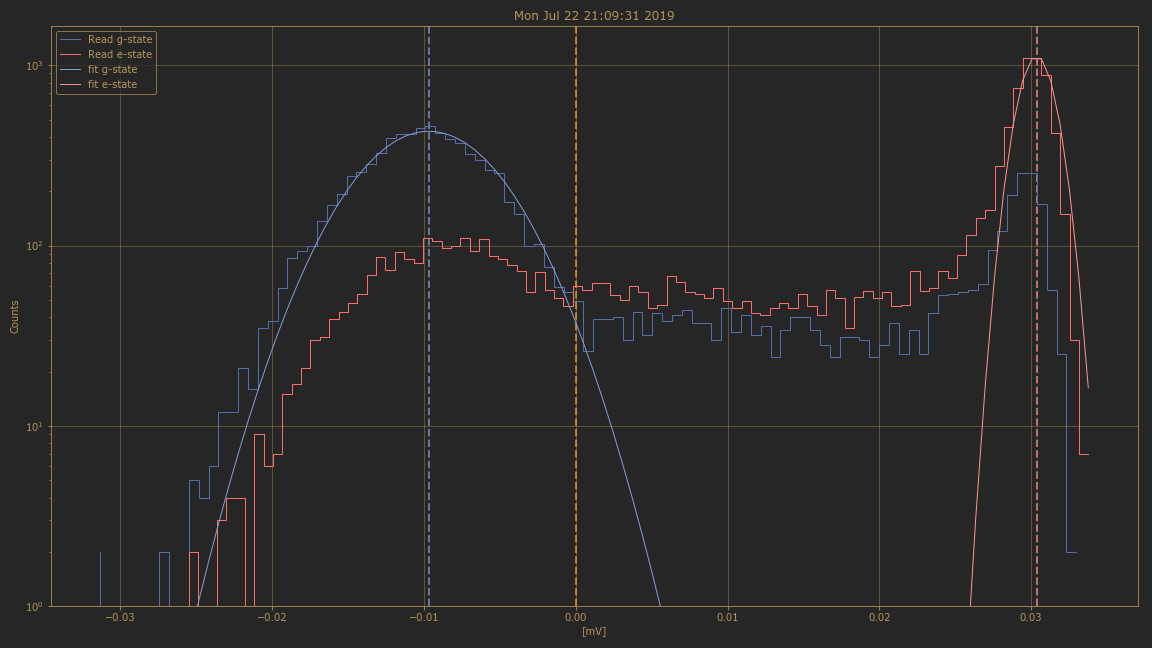 Mon Jul 22 21:09:31 2019
Read g-state
Read e-state
fit g-state
fit e-state
10³
10²
10¹
10⁰
Counts
−0.03 −0.02 −0.01 0.00 0.01 0.02 0.03
[mV]